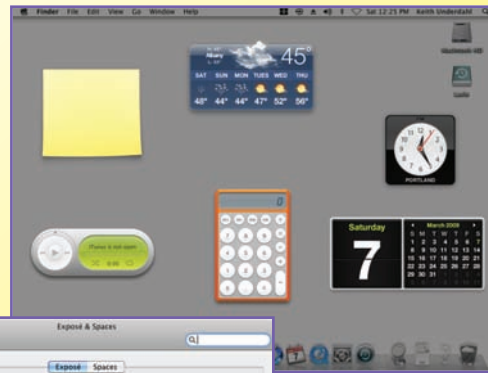 Finder File Edit View Go Window Help
Sat 12:25 PM Keith Underdahl
Macintosh HD
H: 49°
Albany
45°
SAT SUN MON TUES WED THU
48° 44° 44° 47° 52° 56°
PORTLAND
iTunes is not open
0:00
0
Saturday
7
March 2009
S M T W T F S
1 2 3 4 5 6 7
8 9 10 11 12 13 14
15 16 17 18 19 20 21
22 23 24 25 26 27 28
29 30 31
Exposé & Spaces
Exposé Spaces